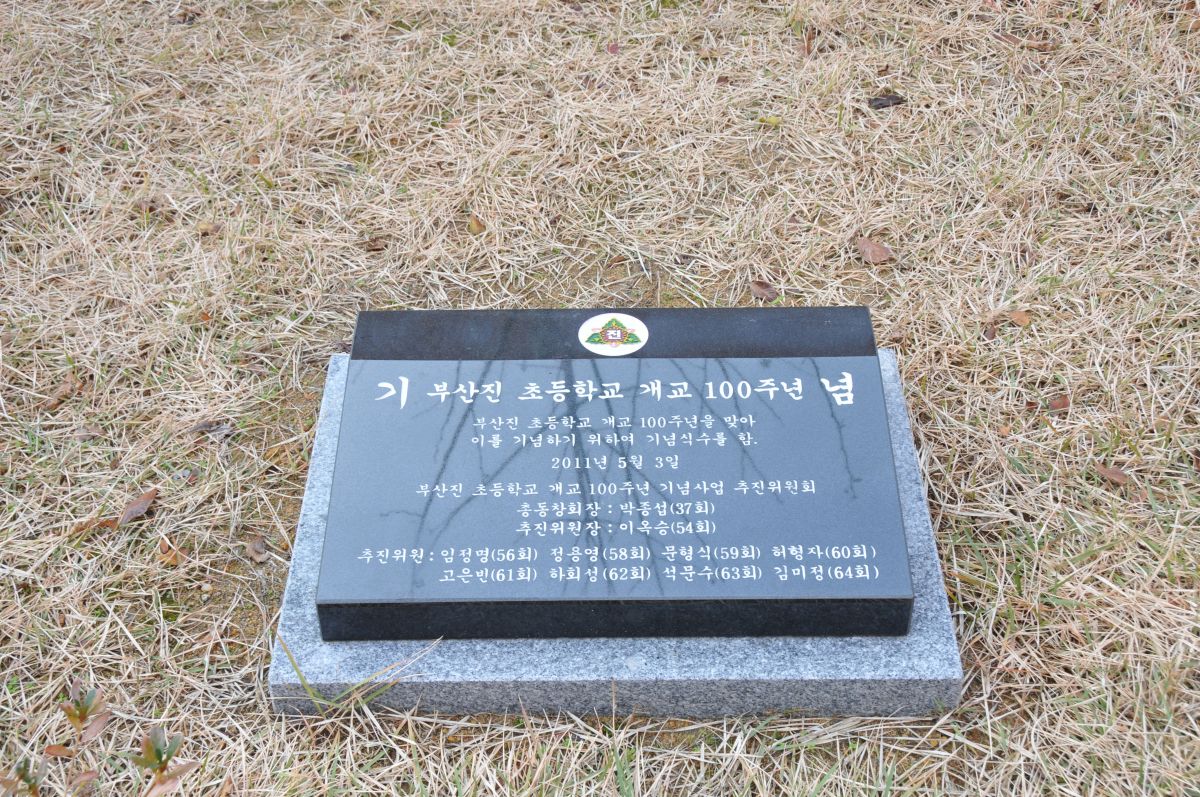 진
기 부산진 초등학교 개교 100주년 념
부산진 초등학교 개교 100주년을 맞아
이를 기념하기 위하여 기념식수를 함.
2011년 5월 3일
부산진 초등학교 개교 100주년 기념사업 추진위원회
총동창회장 : 박종섭(37회)
추진위원장 : 이옥승(54회)
추진위원 : 임정명(56회) 정용영(58회) 문형식(59회) 허형자(60회)
고은빈(61회) 하회성(62회) 석문수(63회) 김미정(64회)